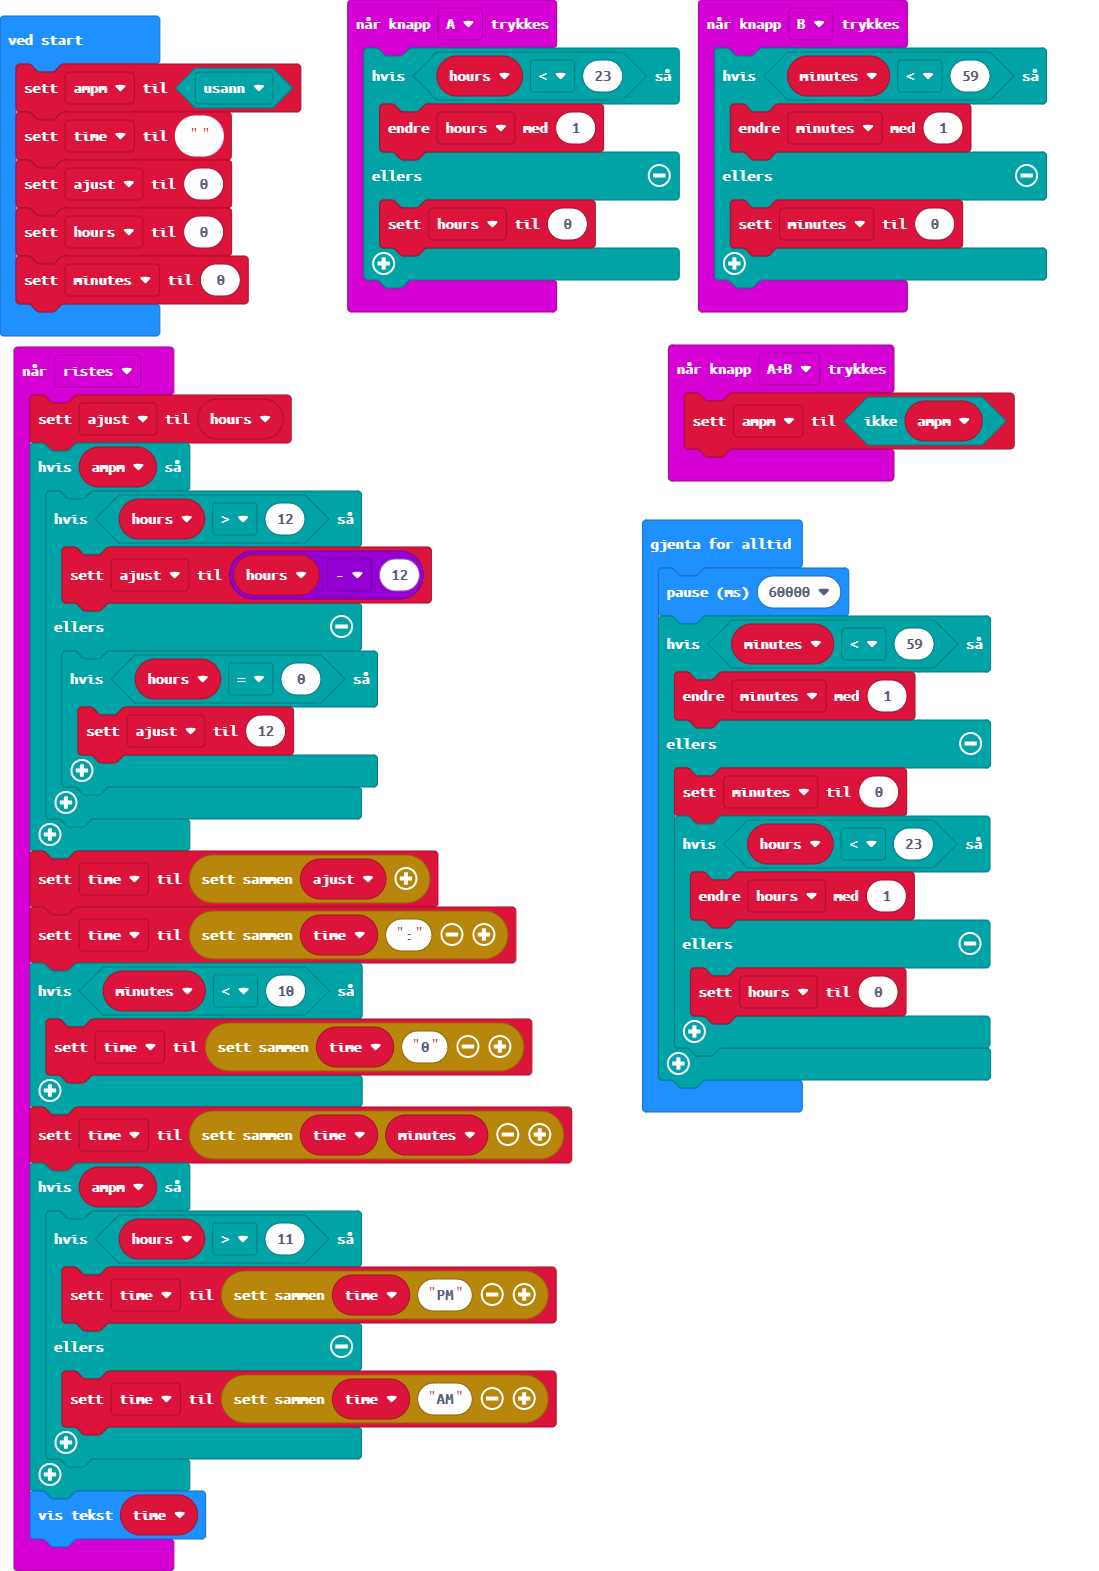 ved start
sett ampm til usann
sett time til " "
sett ajust til 0
sett hours til 0
sett minutes til 0
når knapp A trykkes
hvis hours < 23 så
endre hours med 1
ellers
sett hours til 0
når knapp B trykkes
hvis minutes < 59 så
endre minutes med 1
ellers
sett minutes til 0
når ristes
sett ajust til hours
hvis ampm så
hvis hours > 12 så
sett ajust til hours - 12
ellers
hvis hours = 0 så
sett ajust til 12
sett time til sett sammen ajust
sett time til sett sammen time ":"
hvis minutes < 10 så
sett time til sett sammen time "0"
sett time til sett sammen time minutes
hvis ampm så
hvis hours > 11 så
sett time til sett sammen time "PM"
ellers
sett time til sett sammen time "AM"
vis tekst time
når knapp A+B trykkes
sett ampm til ikke ampm
gjenta for alltid
pause (ms) 60000
hvis minutes < 59 så
endre minutes med 1
ellers
sett minutes til 0
hvis hours < 23 så
endre hours med 1
ellers
sett hours til 0